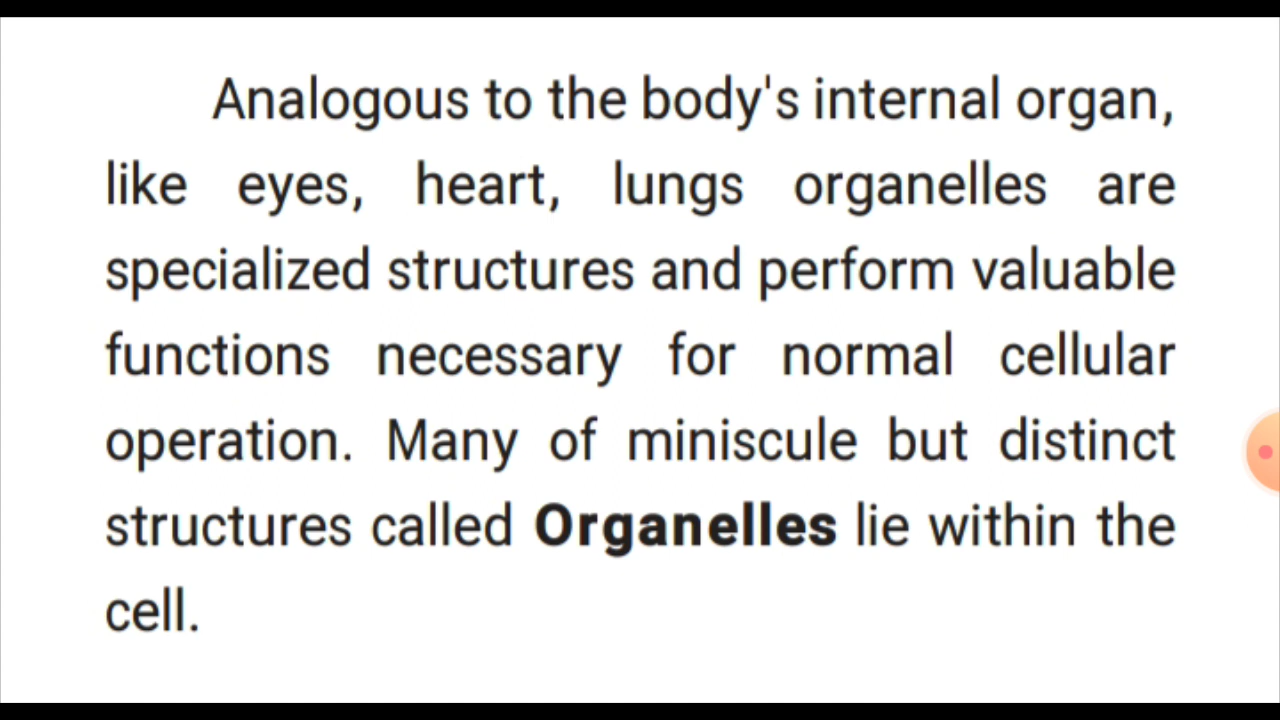 Analogous to the body's internal organ,
like eyes, heart, lungs organelles are
specialized structures and perform valuable
functions necessary for normal cellular
operation. Many of miniscule but distinct
structures called Organelles lie within the
cell.